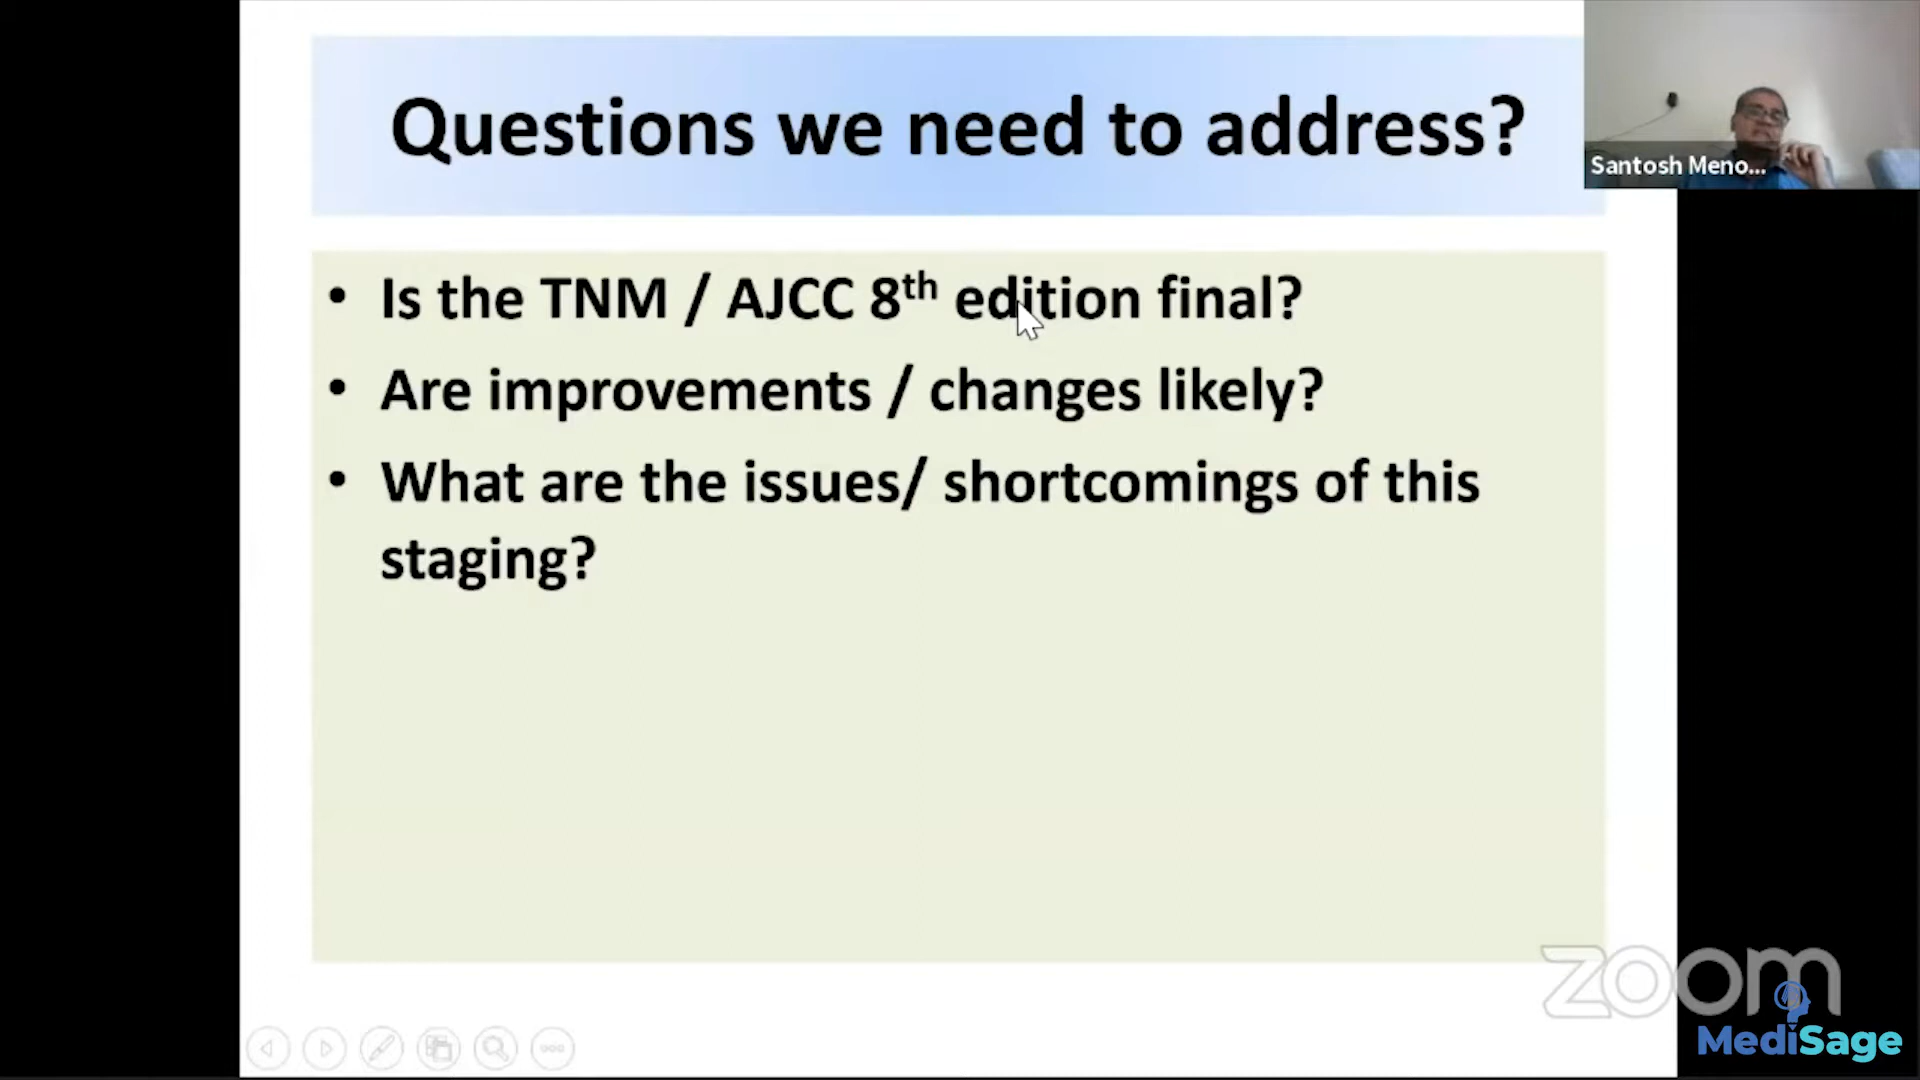 Questions we need to address?
Santosh Meno...
• Is the TNM / AJCC 8th edition final?
• Are improvements / changes likely?
• What are the issues/ shortcomings of this
staging?
zoom
MediSage